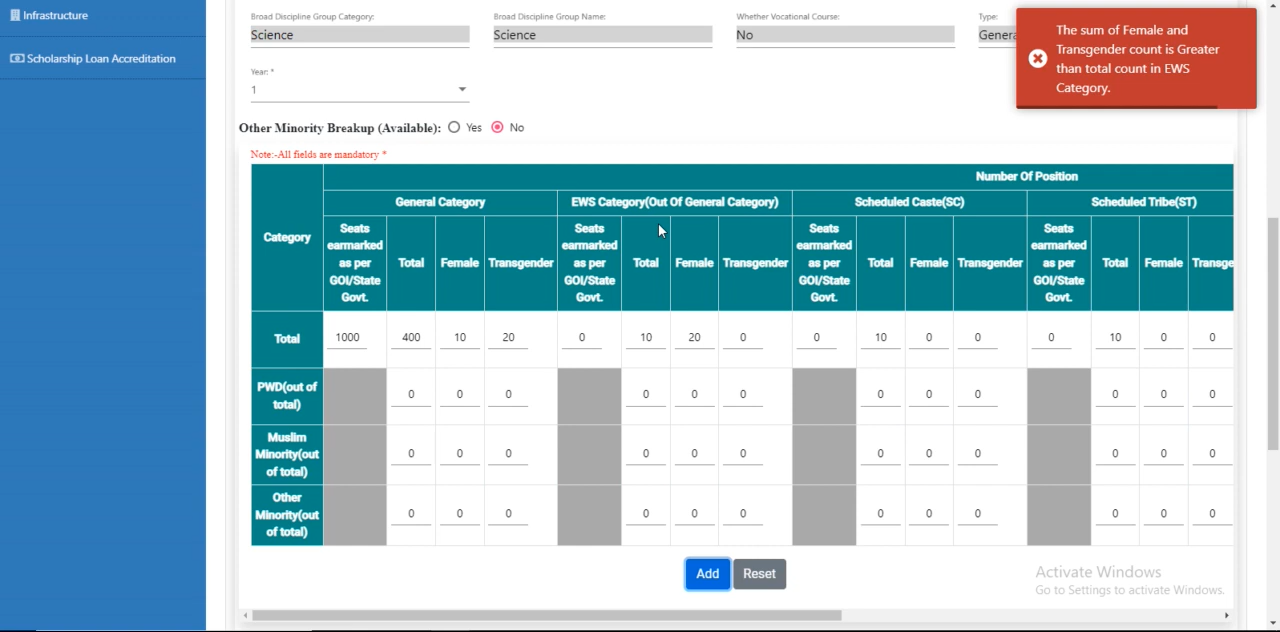 Infrastructure
Scholarship Loan Accreditation
Broad Discipline Group Category:
Science
Broad Discipline Group Name:
Science
Whether Vocational Course:
No
Type:
Genera
The sum of Female and
Transgender count is Greater
than total count in EWS
Category.
Year: *
1
Other Minority Breakup (Available): Yes No
Note:-All fields are mandatory *
Number Of Position
Category
General Category
EWS Category(Out Of General Category)
Scheduled Caste(SC)
Scheduled Tribe(ST)
Seats
earmarked
as per
GOI/State
Govt.
Total
Female
Transgender
Seats
earmarked
as per
GOI/State
Govt.
Total
Female
Transgender
Seats
earmarked
as per
GOI/State
Govt.
Total
Female
Transgender
Seats
earmarked
as per
GOI/State
Govt.
Total
Female
Transge
Total 1000 400 10 20 0 10 20 0 0 10 0 0 0 10 0 0
PWD(out of
total)
0 0 0 0 0 0 0 0 0 0 0 0
Muslim
Minority(out
of total)
0 0 0 0 0 0 0 0 0 0 0 0
Other
Minority(out
of total)
0 0 0 0 0 0 0 0 0 0 0 0
Add Reset
Activate Windows
Go to Settings to activate Windows.